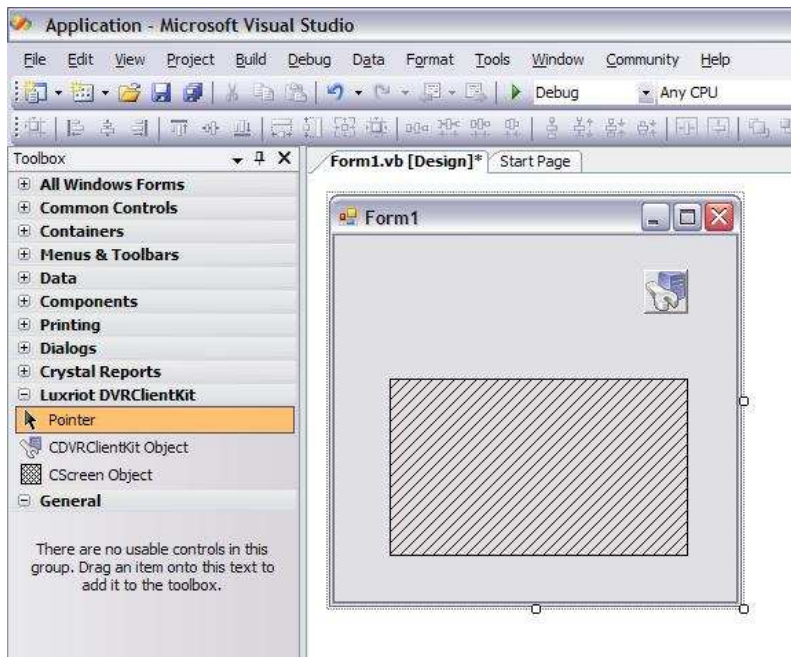 Application - Microsoft Visual Studio
File Edit View Project Build Debug Data Format Tools Window Community Help
Debug Any CPU
Toolbox
Form1.vb [Design]* Start Page
All Windows Forms
Common Controls
Containers
Menus & Toolbars
Data
Components
Printing
Dialogs
Crystal Reports
Luxriot DVRClientKit
Pointer
CDVRClientKit Object
CScreen Object
General
There are no usable controls in this
group. Drag an item onto this text to
add it to the toolbox.
Form1